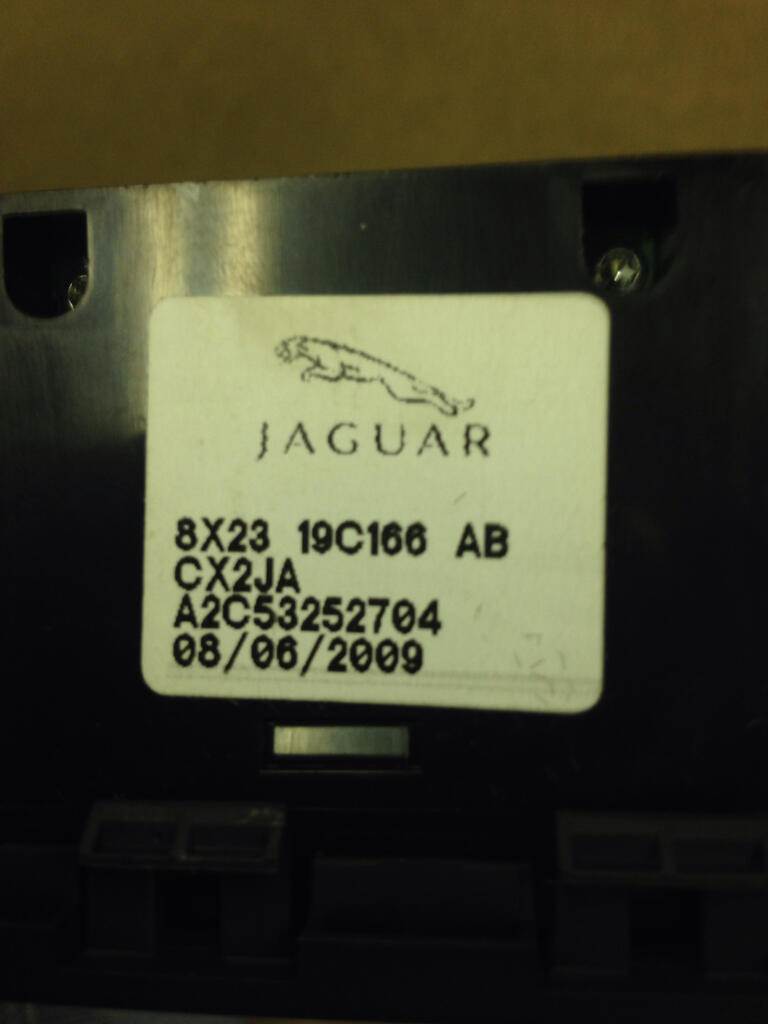 JAGUAR
8X23 19C166 AB
CX2JA
A2C53252704
08/06/2009